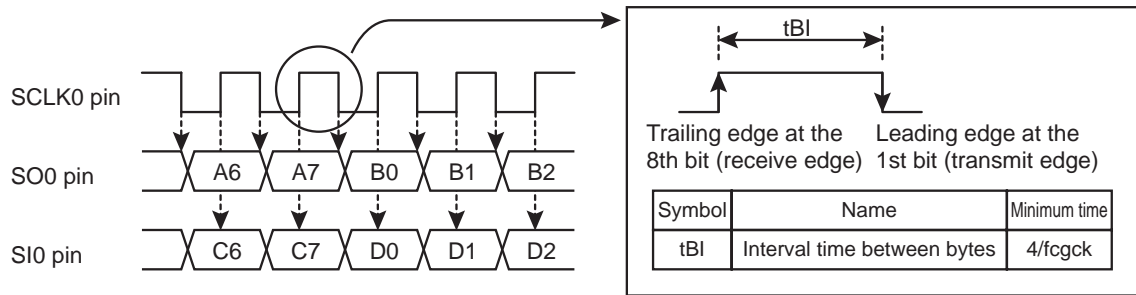 SCLK0 pin
SO0 pin
A6 A7 B0 B1 B2
SI0 pin
C6 C7 D0 D1 D2
tBI
Trailing edge at the
8th bit (receive edge)
Leading edge at the
1st bit (transmit edge)
Symbol Name Minimum time
tBI Interval time between bytes 4/fcgck